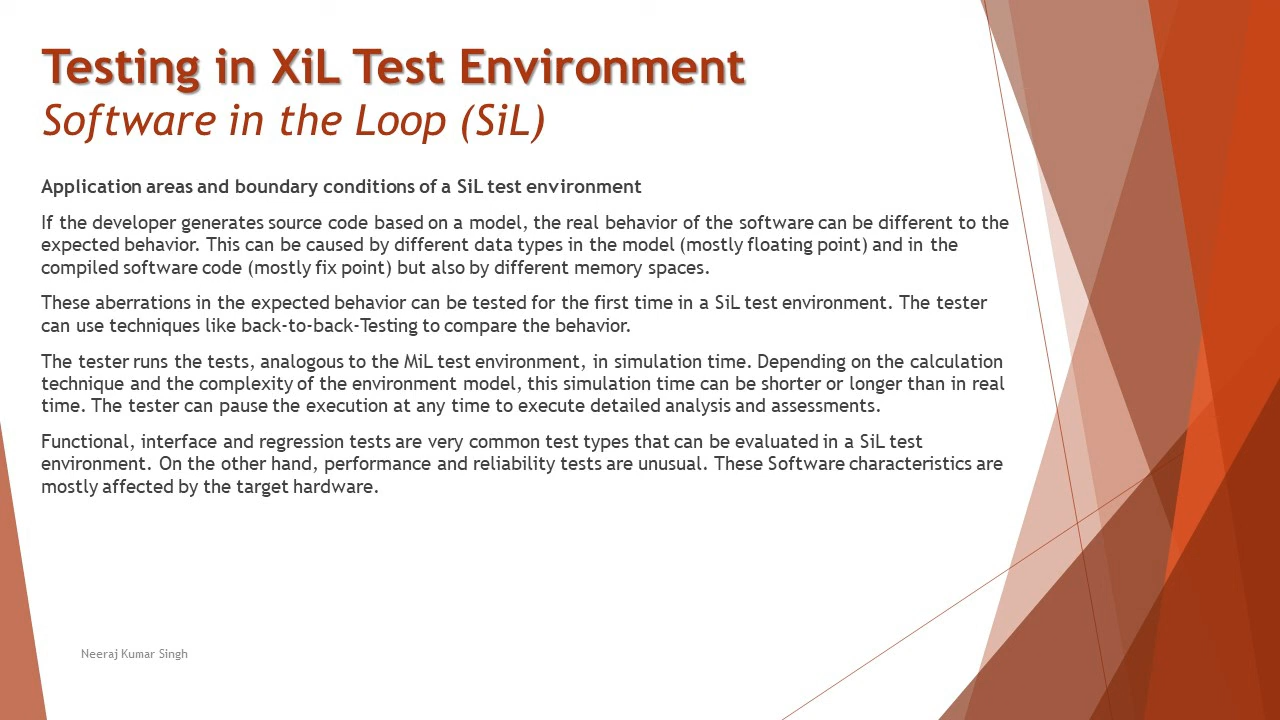 Testing in XiL Test Environment
Software in the Loop (SiL)
Application areas and boundary conditions of a SiL test environment
If the developer generates source code based on a model, the real behavior of the software can be different to the
expected behavior. This can be caused by different data types in the model (mostly floating point) and in the
compiled software code (mostly fix point) but also by different memory spaces.
These aberrations in the expected behavior can be tested for the first time in a SiL test environment. The tester
can use techniques like back-to-back-Testing to compare the behavior.
The tester runs the tests, analogous to the MiL test environment, in simulation time. Depending on the calculation
technique and the complexity of the environment model, this simulation time can be shorter or longer than in real
time. The tester can pause the execution at any time to execute detailed analysis and assessments.
Functional, interface and regression tests are very common test types that can be evaluated in a SiL test
environment. On the other hand, performance and reliability tests are unusual. These Software characteristics are
mostly affected by the target hardware.
Neeraj Kumar Singh